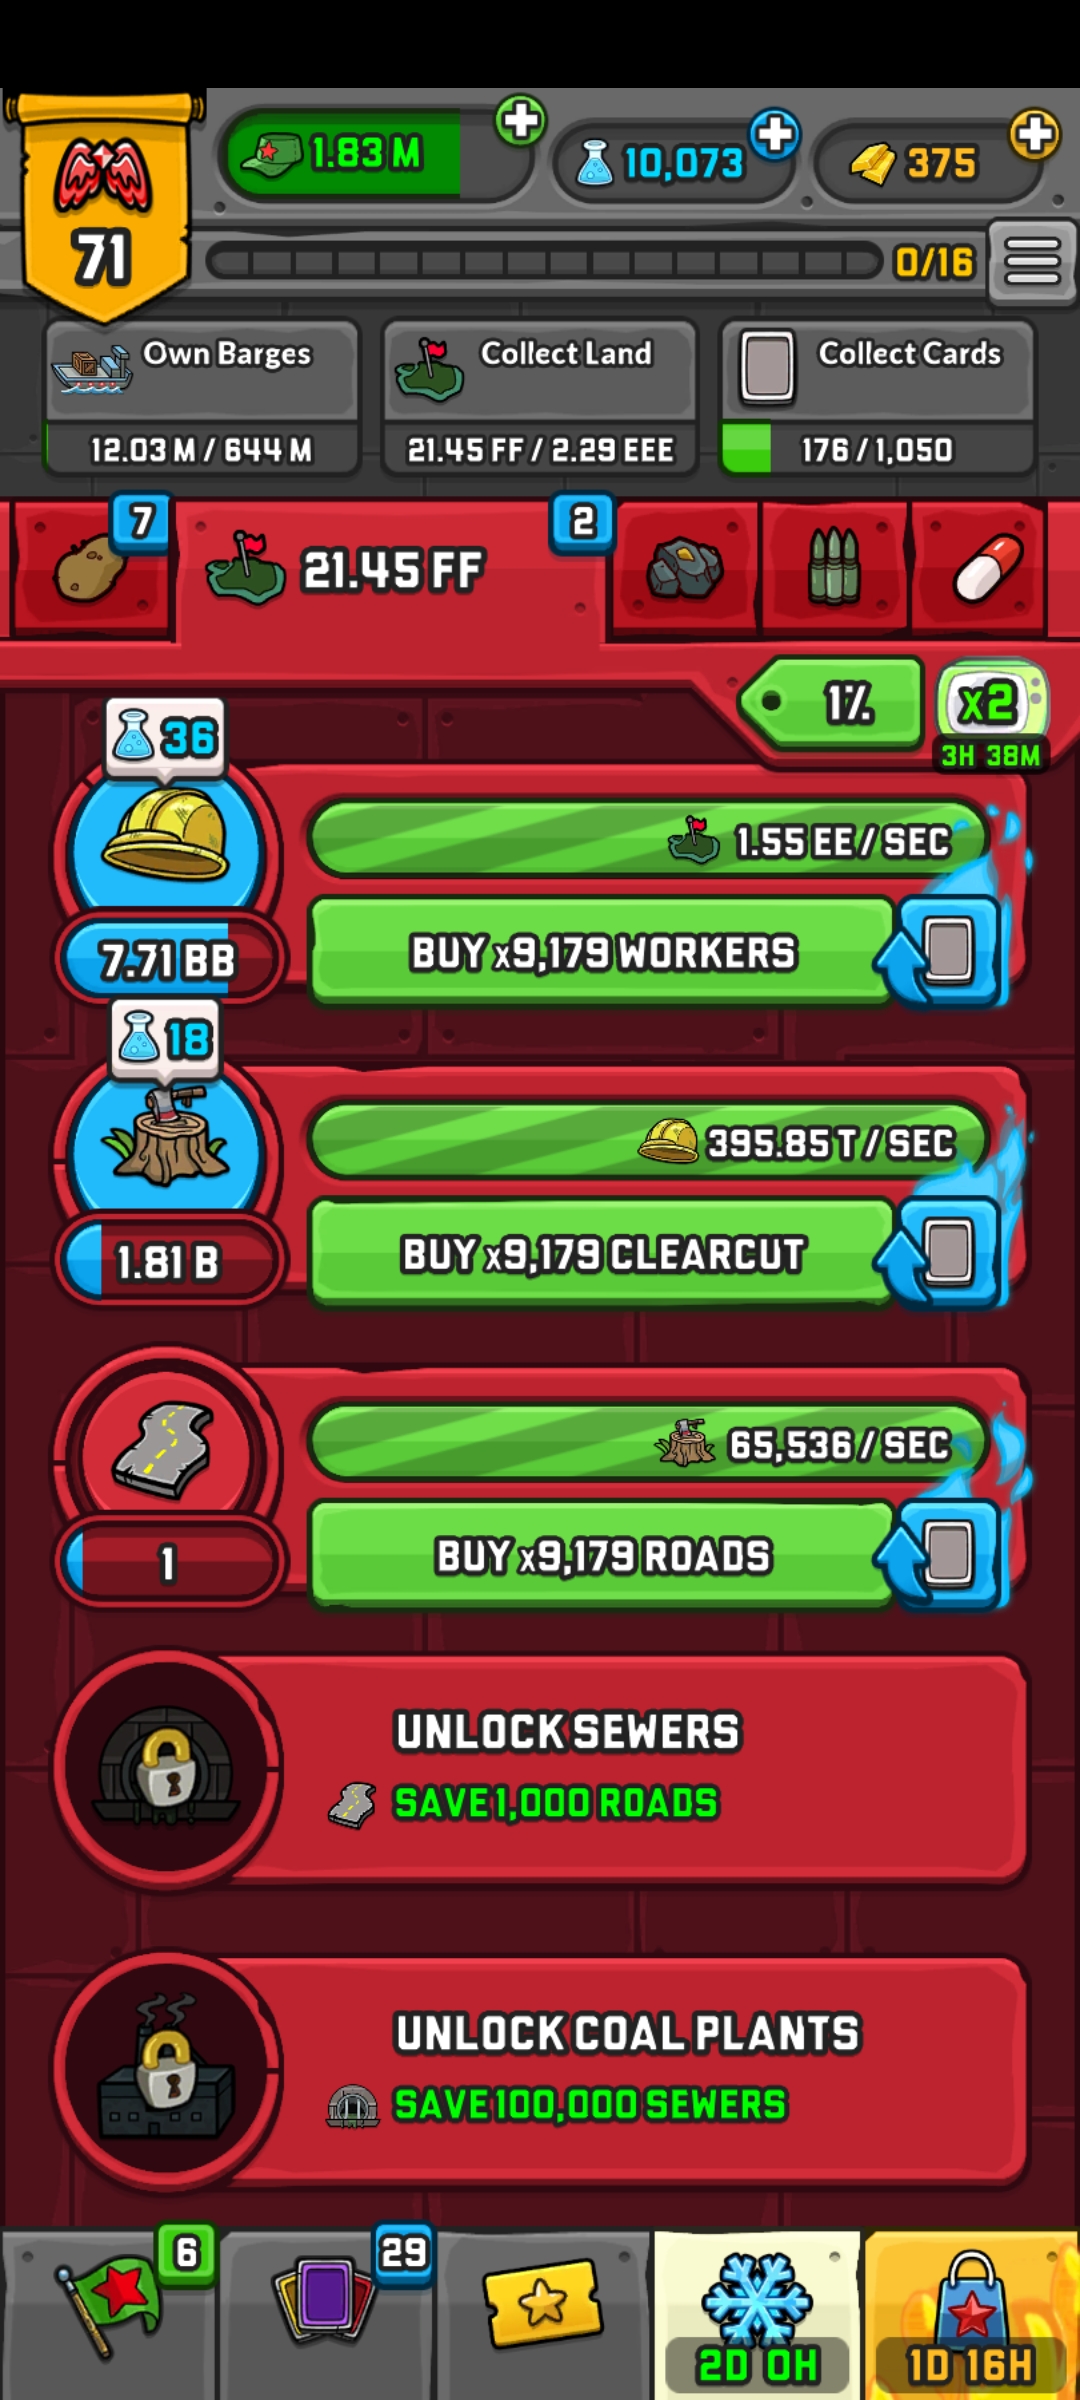 1.83 M
10,073
375
71
0/16
Own Barges
12.03 M / 644 M
Collect Land
21.45 FF / 2.29 EEE
Collect Cards
176 / 1,050
7
21.45 FF
2
1%
x2
3H 38M
36
1.55 EE / SEC
7.71 BB
BUY x9,179 WORKERS
18
395.85 T / SEC
1.81 B
BUY x9,179 CLEARCUT
65,536 / SEC
1
BUY x9,179 ROADS
UNLOCK SEWERS
SAVE 1,000 ROADS
UNLOCK COAL PLANTS
SAVE 100,000 SEWERS
6
29
2D 0H
1D 16H